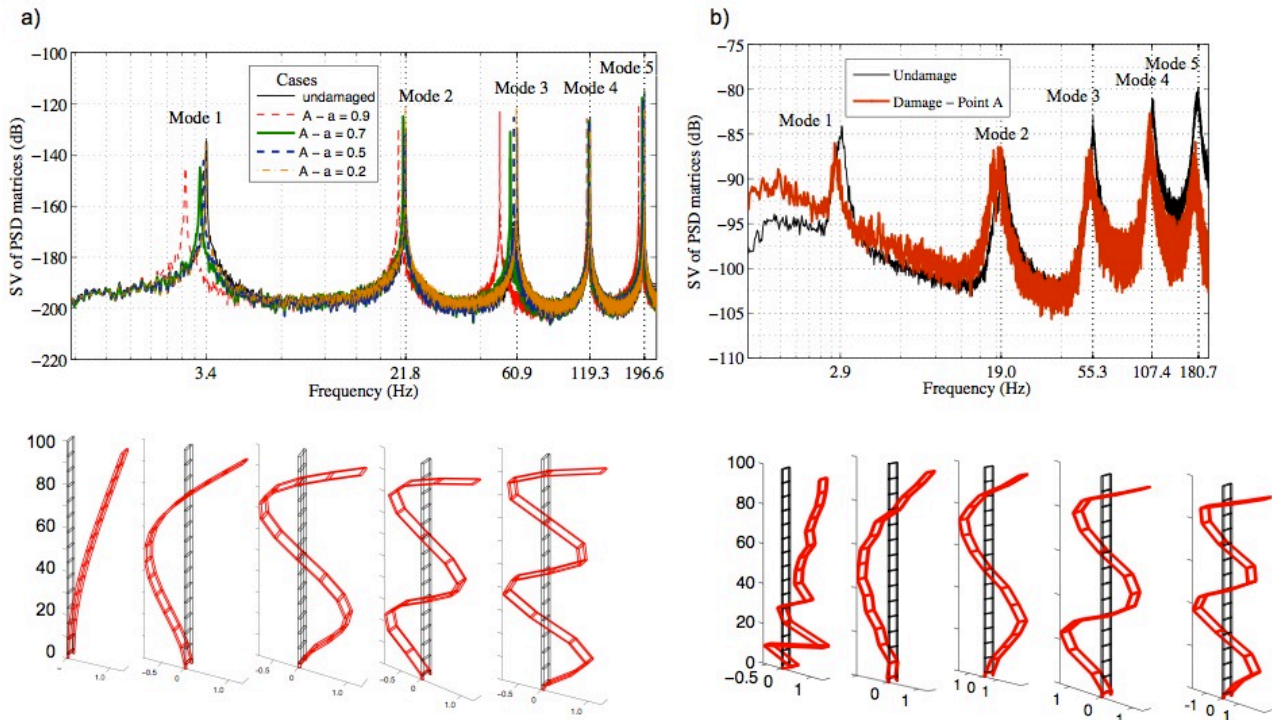 a)
SV of PSD matrices (dB)
−100
−120
−140
−160
−180
−200
−220
Mode 1
Mode 2
Mode 3
Mode 4
Mode 5
Cases
undamaged
A − a = 0.9
A − a = 0.7
A − a = 0.5
A − a = 0.2
3.4
21.8
60.9
119.3
196.6
Frequency (Hz)
b)
SV of PSD matrices (dB)
−75
−80
−85
−90
−95
−100
−105
−110
Undamage
Damage − Point A
Mode 1
Mode 2
Mode 3
Mode 4
Mode 5
2.9
19.0
55.3
107.4
180.7
Frequency (Hz)
100
80
60
40
20
0
1.0
-0.5
0
1.0
-0.5
0
1.0
-0.5
0
1.0
-0.5
0
1.0
100
80
60
40
20
0
−0.5
0
1
0
1
1 0 1
1
0
1
-1 0 1